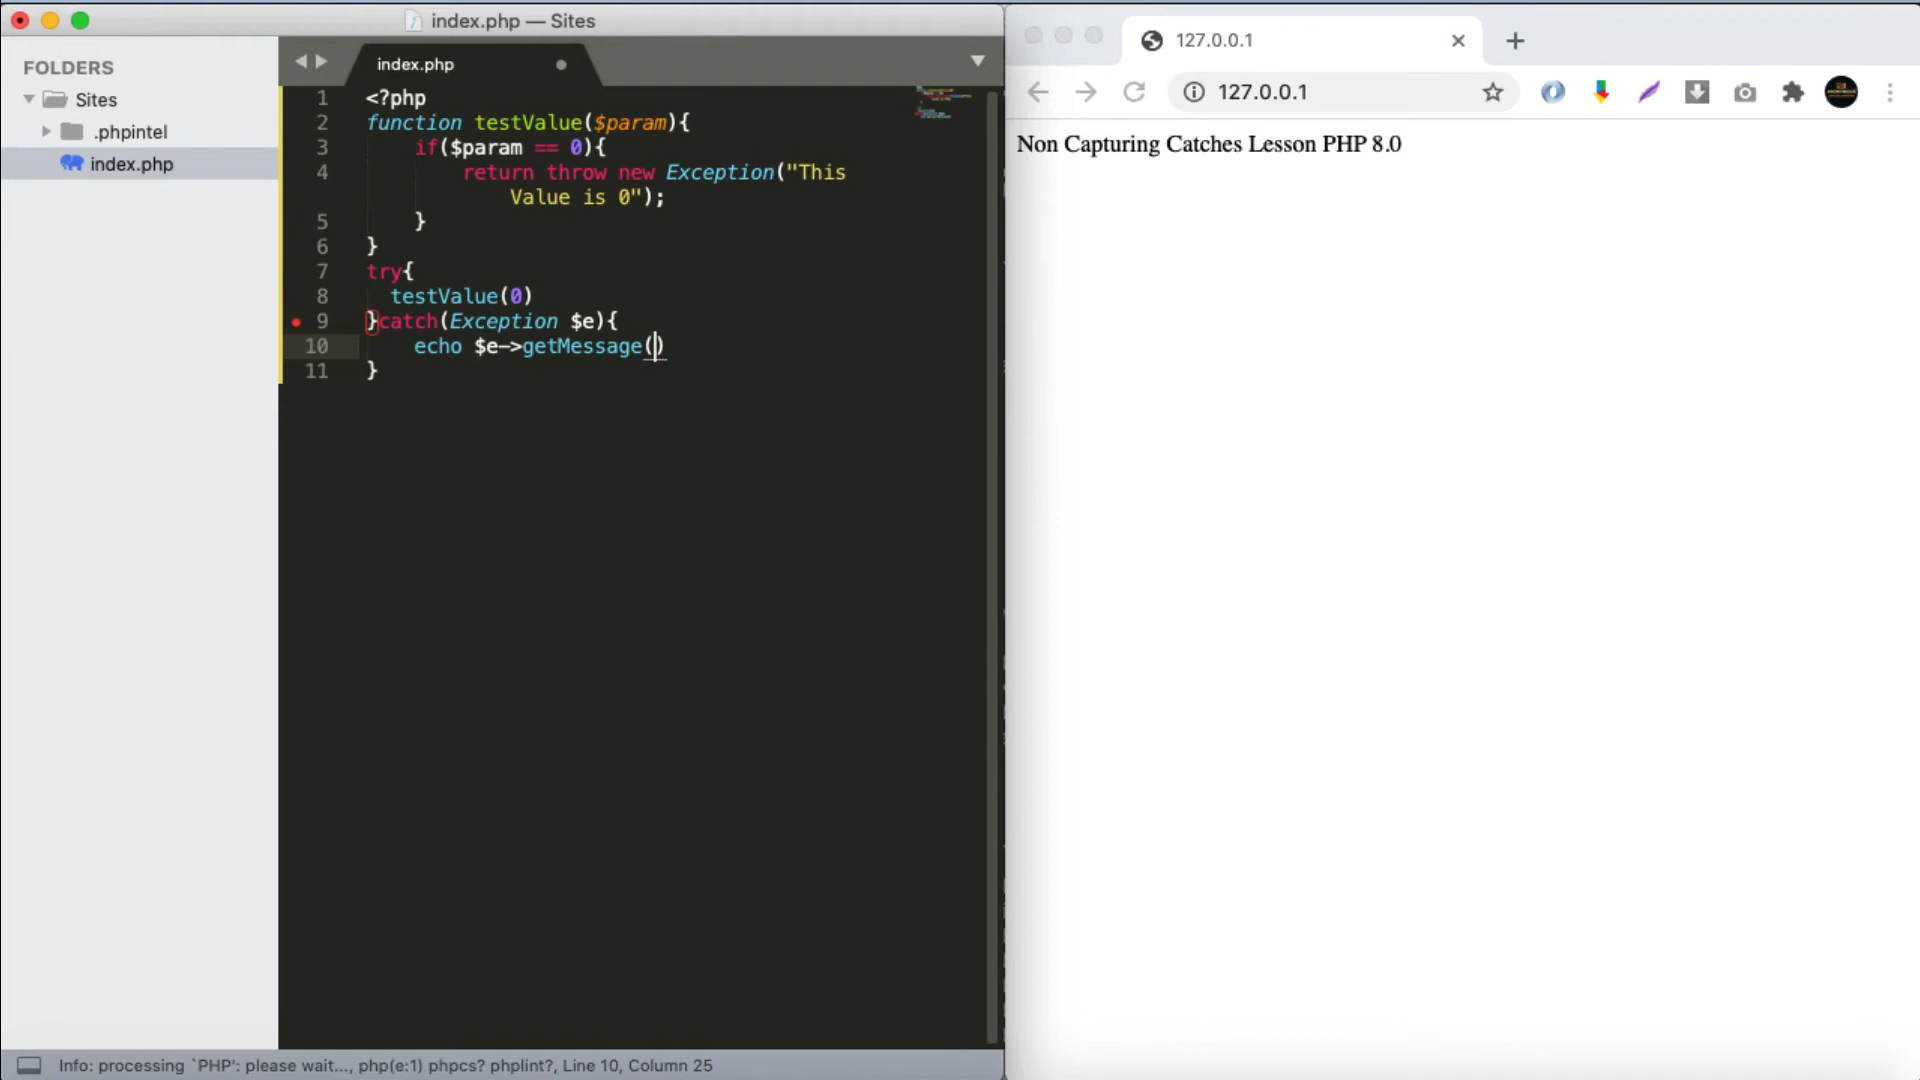 index.php — Sites
FOLDERS
Sites
.phpintel
index.php
index.php
1 <?php
2 function testValue($param){
3 if($param == 0){
4 return throw new Exception("This
Value is 0");
5 }
6 }
7 try{
8 testValue(0)
9 }catch(Exception $e){
10 echo $e->getMessage()
11 }
Info: processing `PHP': please wait..., php(e:1) phpcs? phplint?, Line 10, Column 25
127.0.0.1
127.0.0.1
Non Capturing Catches Lesson PHP 8.0